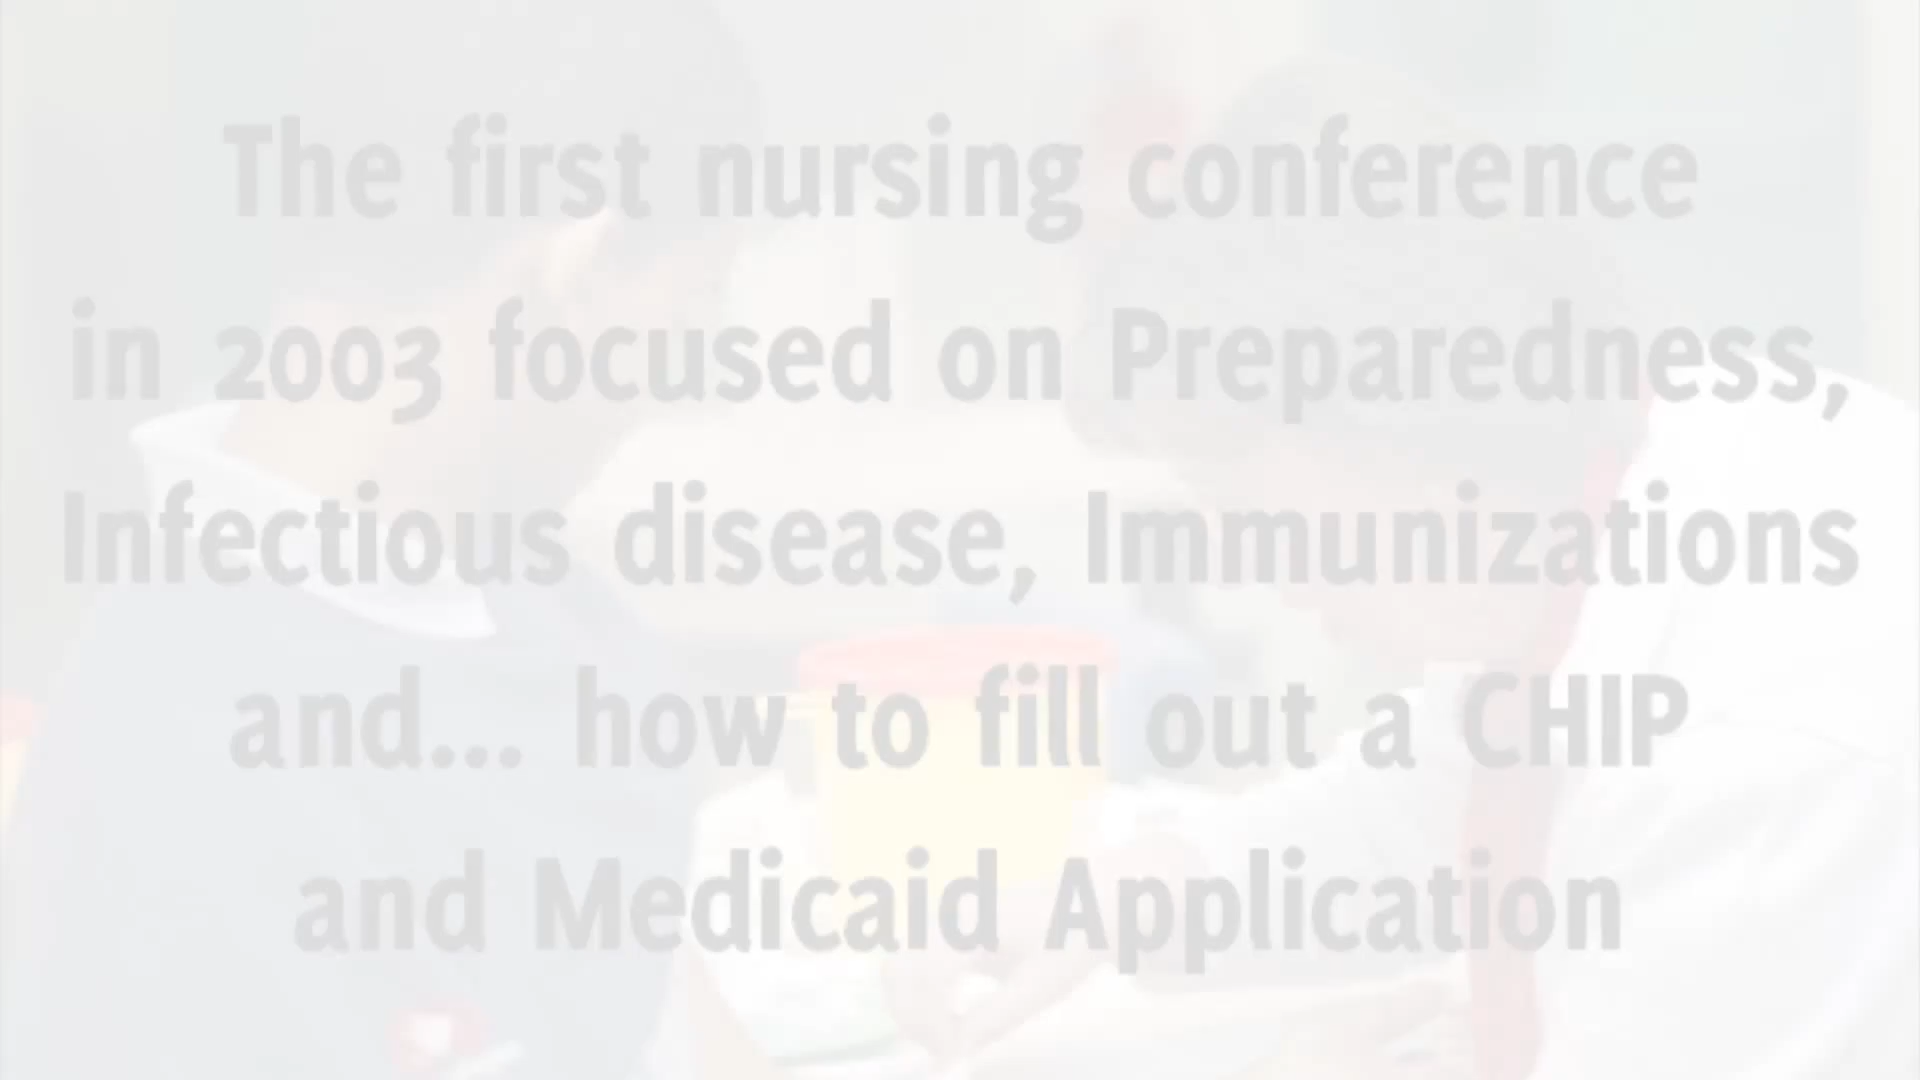 The first nursing conference
in 2003 focused on Preparedness,
Infectious disease, Immunizations
and... how to fill out a CHIP
and Medicaid Application